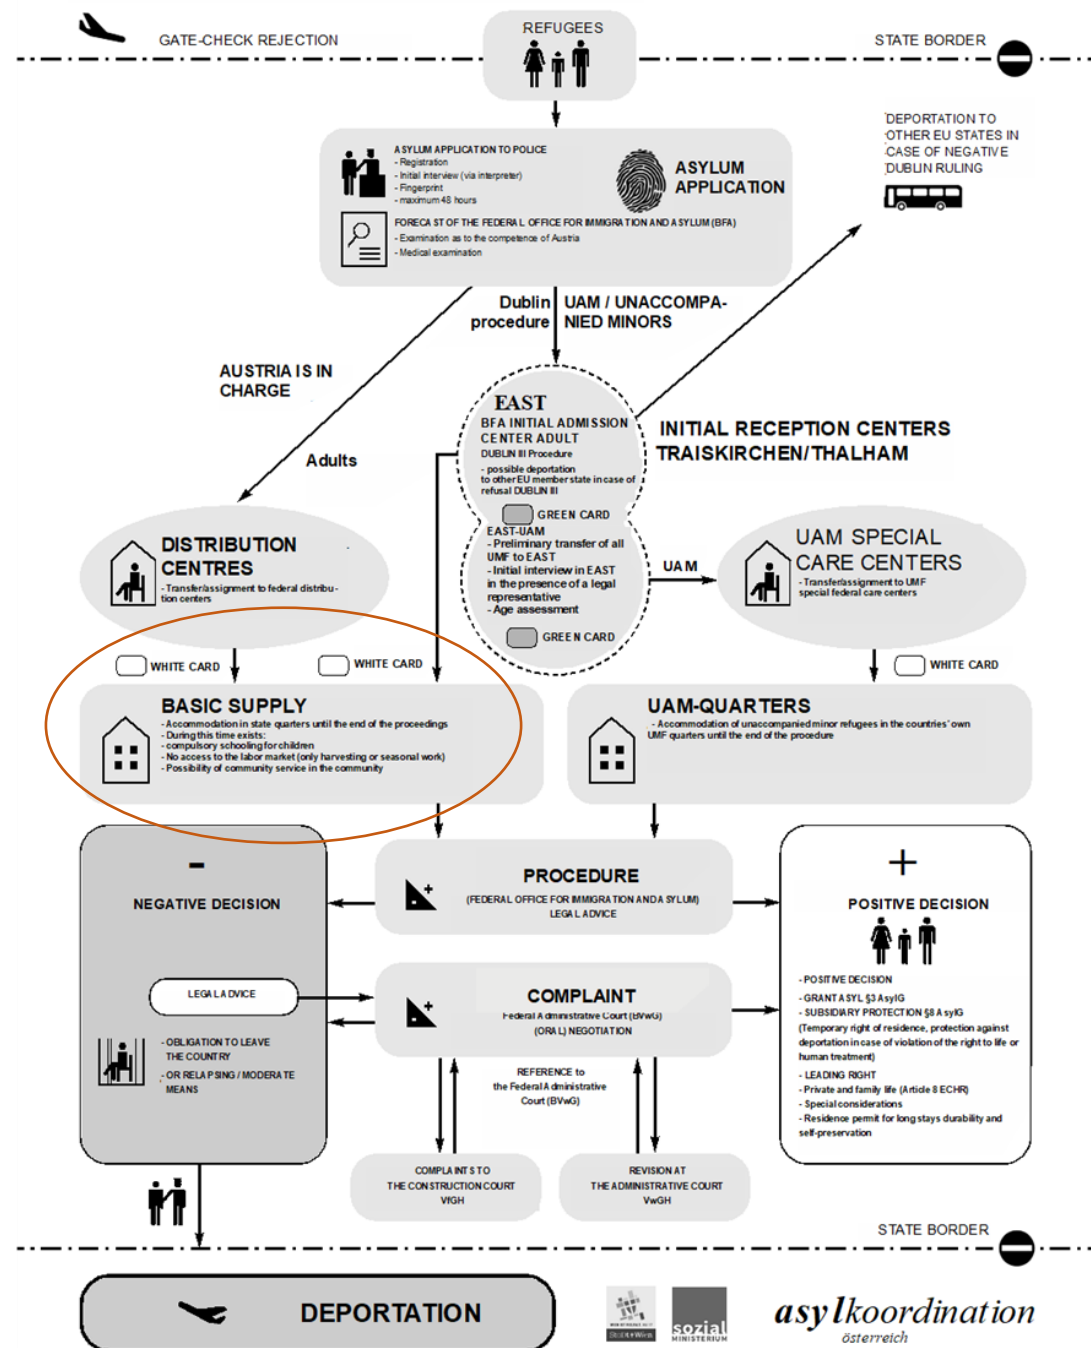 GATE-CHECK REJECTION
REFUGEES
STATE BORDER
DEPORTATION TO
OTHER EU STATES IN
CASE OF NEGATIVE
DUBLIN RULING
ASYLUM APPLICATION TO POLICE
- Registration
- Initial interview (via interpreter)
- Fingerprint
- maximum 48 hours
ASYLUM
APPLICATION
FORECAST OF THE FEDERAL OFFICE FOR IMMIGRATION AND ASYLUM (BFA)
- Examination as to the competence of Austria
- Medical examination
Dublin
procedure
UAM / UNACCOMPA-
NIED MINORS
AUSTRIA IS IN
CHARGE
Adults
EAST
BFA INITIAL ADMISSION
CENTER ADULT
DUBLIN III Procedure
- possible deportation
to other EU member state in case of
refusal DUBLIN III
GREEN CARD
INITIAL RECEPTION CENTERS
TRAISKIRCHEN/THALHAM
EAST-UAM
- Preliminary transfer of all
UMF to EAST
- Initial interview in EAST
in the presence of a legal
representative
- Age assessment
GREEN CARD
UAM
DISTRIBUTION
CENTRES
- Transfer/assignment to federal distribu-
tion centers
UAM SPECIAL
CARE CENTERS
- Transfer/assignment to UMF
special federal care centers
WHITE CARD
WHITE CARD
WHITE CARD
BASIC SUPPLY
- Accommodation in state quarters until the end of the proceedings
- During this time exists:
- compulsory schooling for children
- No access to the labor market (only harvesting or seasonal work)
- Possibility of community service in the community
UAM-QUARTERS
- Accommodation of unaccompanied minor refugees in the countries' own
UMF quarters until the end of the procedure
-
NEGATIVE DECISION
LEGAL ADVICE
- OBLIGATION TO LEAVE
THE COUNTRY
- OR RELAPSING / MODERATE
MEANS
PROCEDURE
(FEDERAL OFFICE FOR IMMIGRATION AND ASYLUM)
LEGAL ADVICE
COMPLAINT
Federal Administrative Court (BVwG)
(ORAL) NEGOTIATION
REFERENCE to
the Federal Administrative
Court (BVwG)
COMPLAINTS TO
THE CONSTRUCTION COURT
VfGH
REVISION AT
THE ADMINISTRATIVE COURT
VwGH
+
POSITIVE DECISION
- POSITIVE DECISION
- GRANT ASYL §3 AsylG
- SUBSIDIARY PROTECTION §8 AsylG
(Temporary right of residence, protection against
deportation in case of violation of the right to life or
human treatment)
- LEADING RIGHT
- Private and family life (Article 8 ECHR)
- Special considerations
- Residence permit for long stays durability and
self-preservation
STATE BORDER
DEPORTATION
Stadt Wien
sozial
MINISTERIUM
asylkoordination
österreich